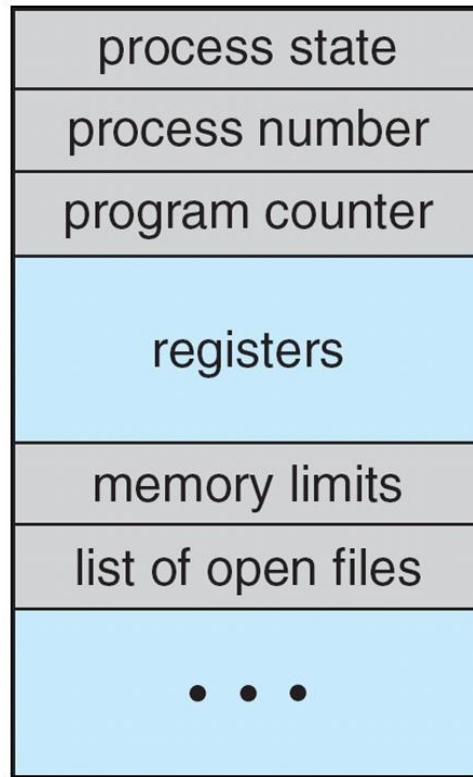 process state
process number
program counter
registers
memory limits
list of open files
• • •